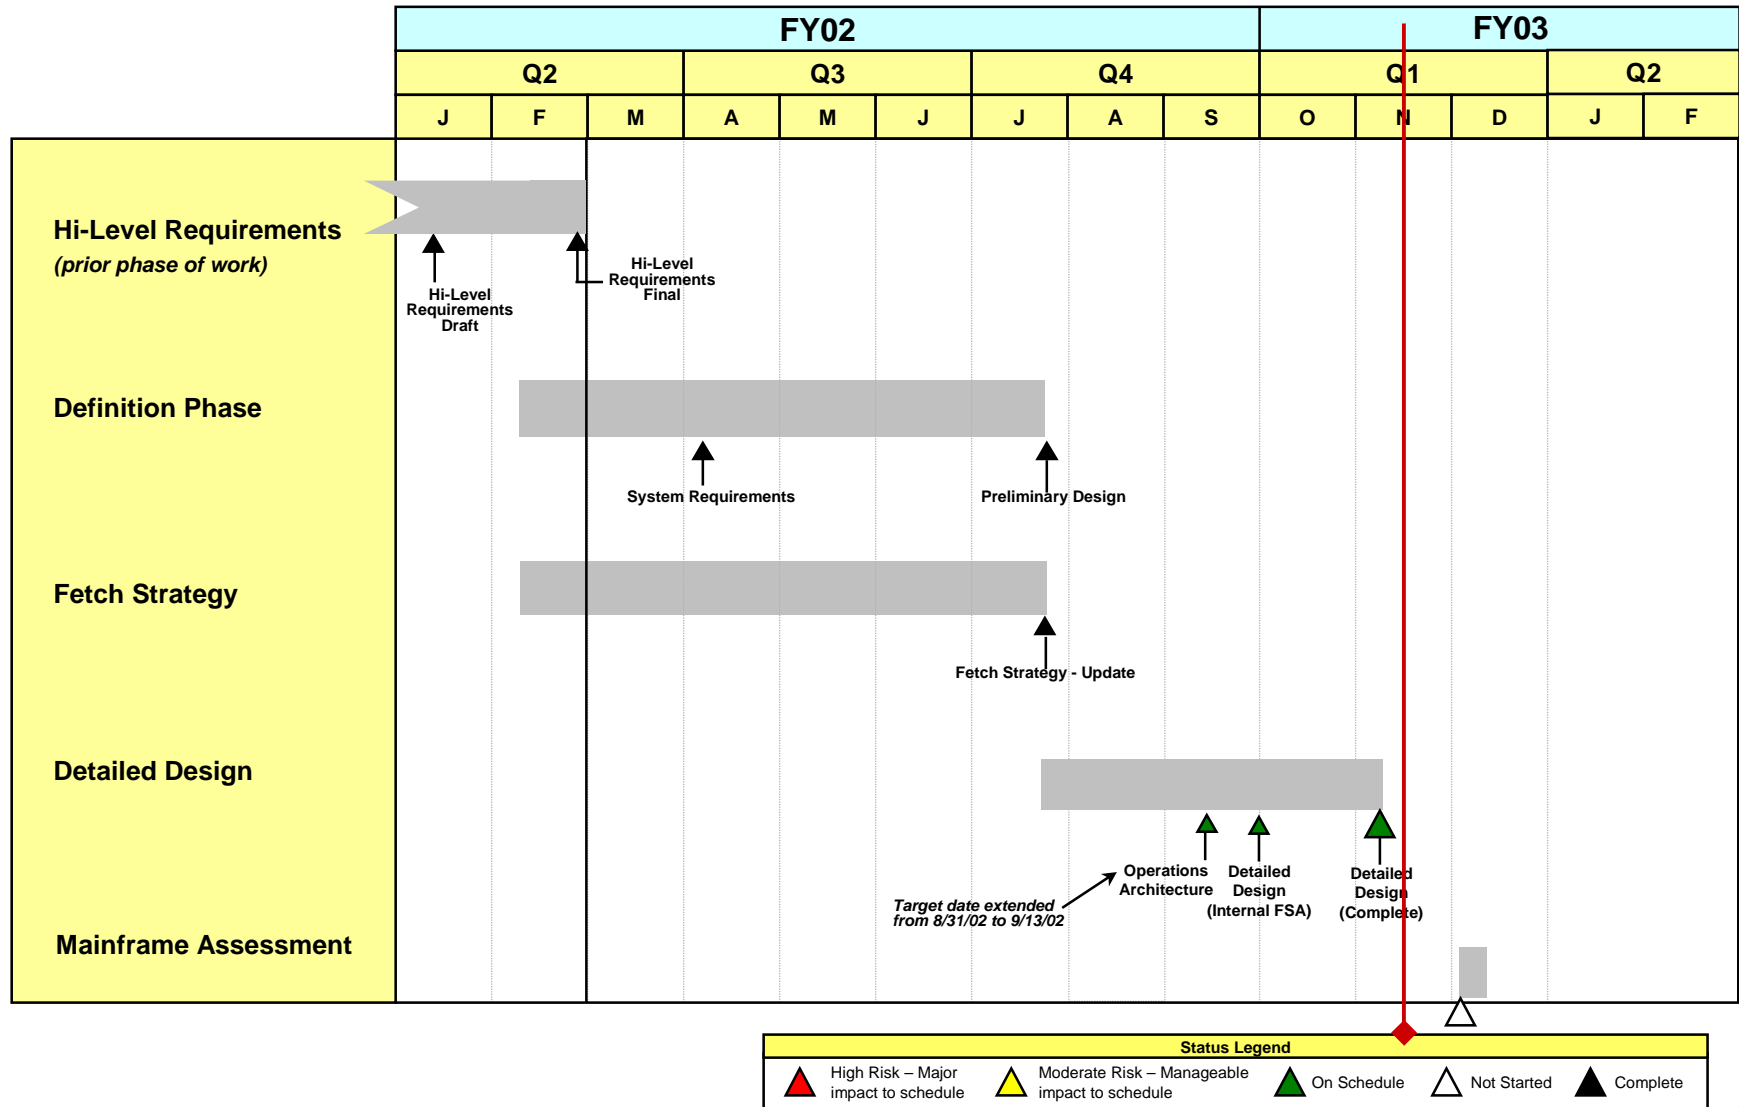 FY02 FY03
Q2 Q3 Q4 Q1 Q2
J F M A M J J A S O N D J F
Hi-Level Requirements
(prior phase of work)
Hi-Level
Requirements
Draft
Hi-Level
Requirements
Final
Definition Phase
System Requirements
Preliminary Design
Fetch Strategy
Fetch Strategy - Update
Detailed Design
Operations
Architecture
Detailed
Design
(Internal FSA)
Detailed
Design
(Complete)
Target date extended
from 8/31/02 to 9/13/02
Mainframe Assessment
Status Legend
High Risk – Major
impact to schedule
Moderate Risk – Manageable
impact to schedule
On Schedule
Not Started
Complete